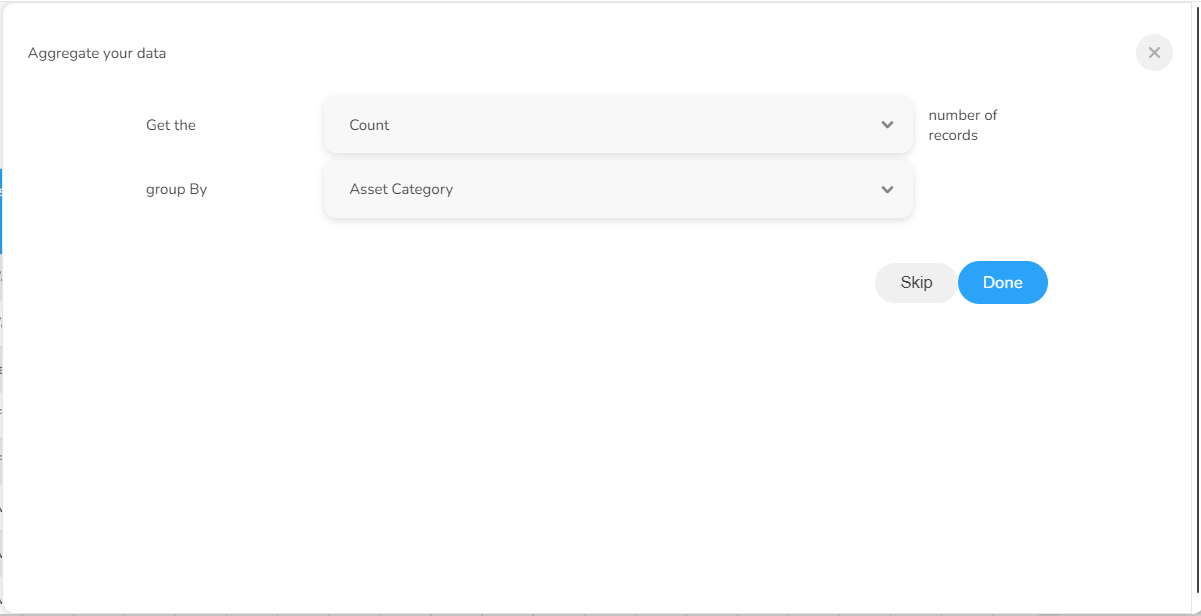 Aggregate your data
Get the
Count
number of
records
group By
Asset Category
Skip
Done